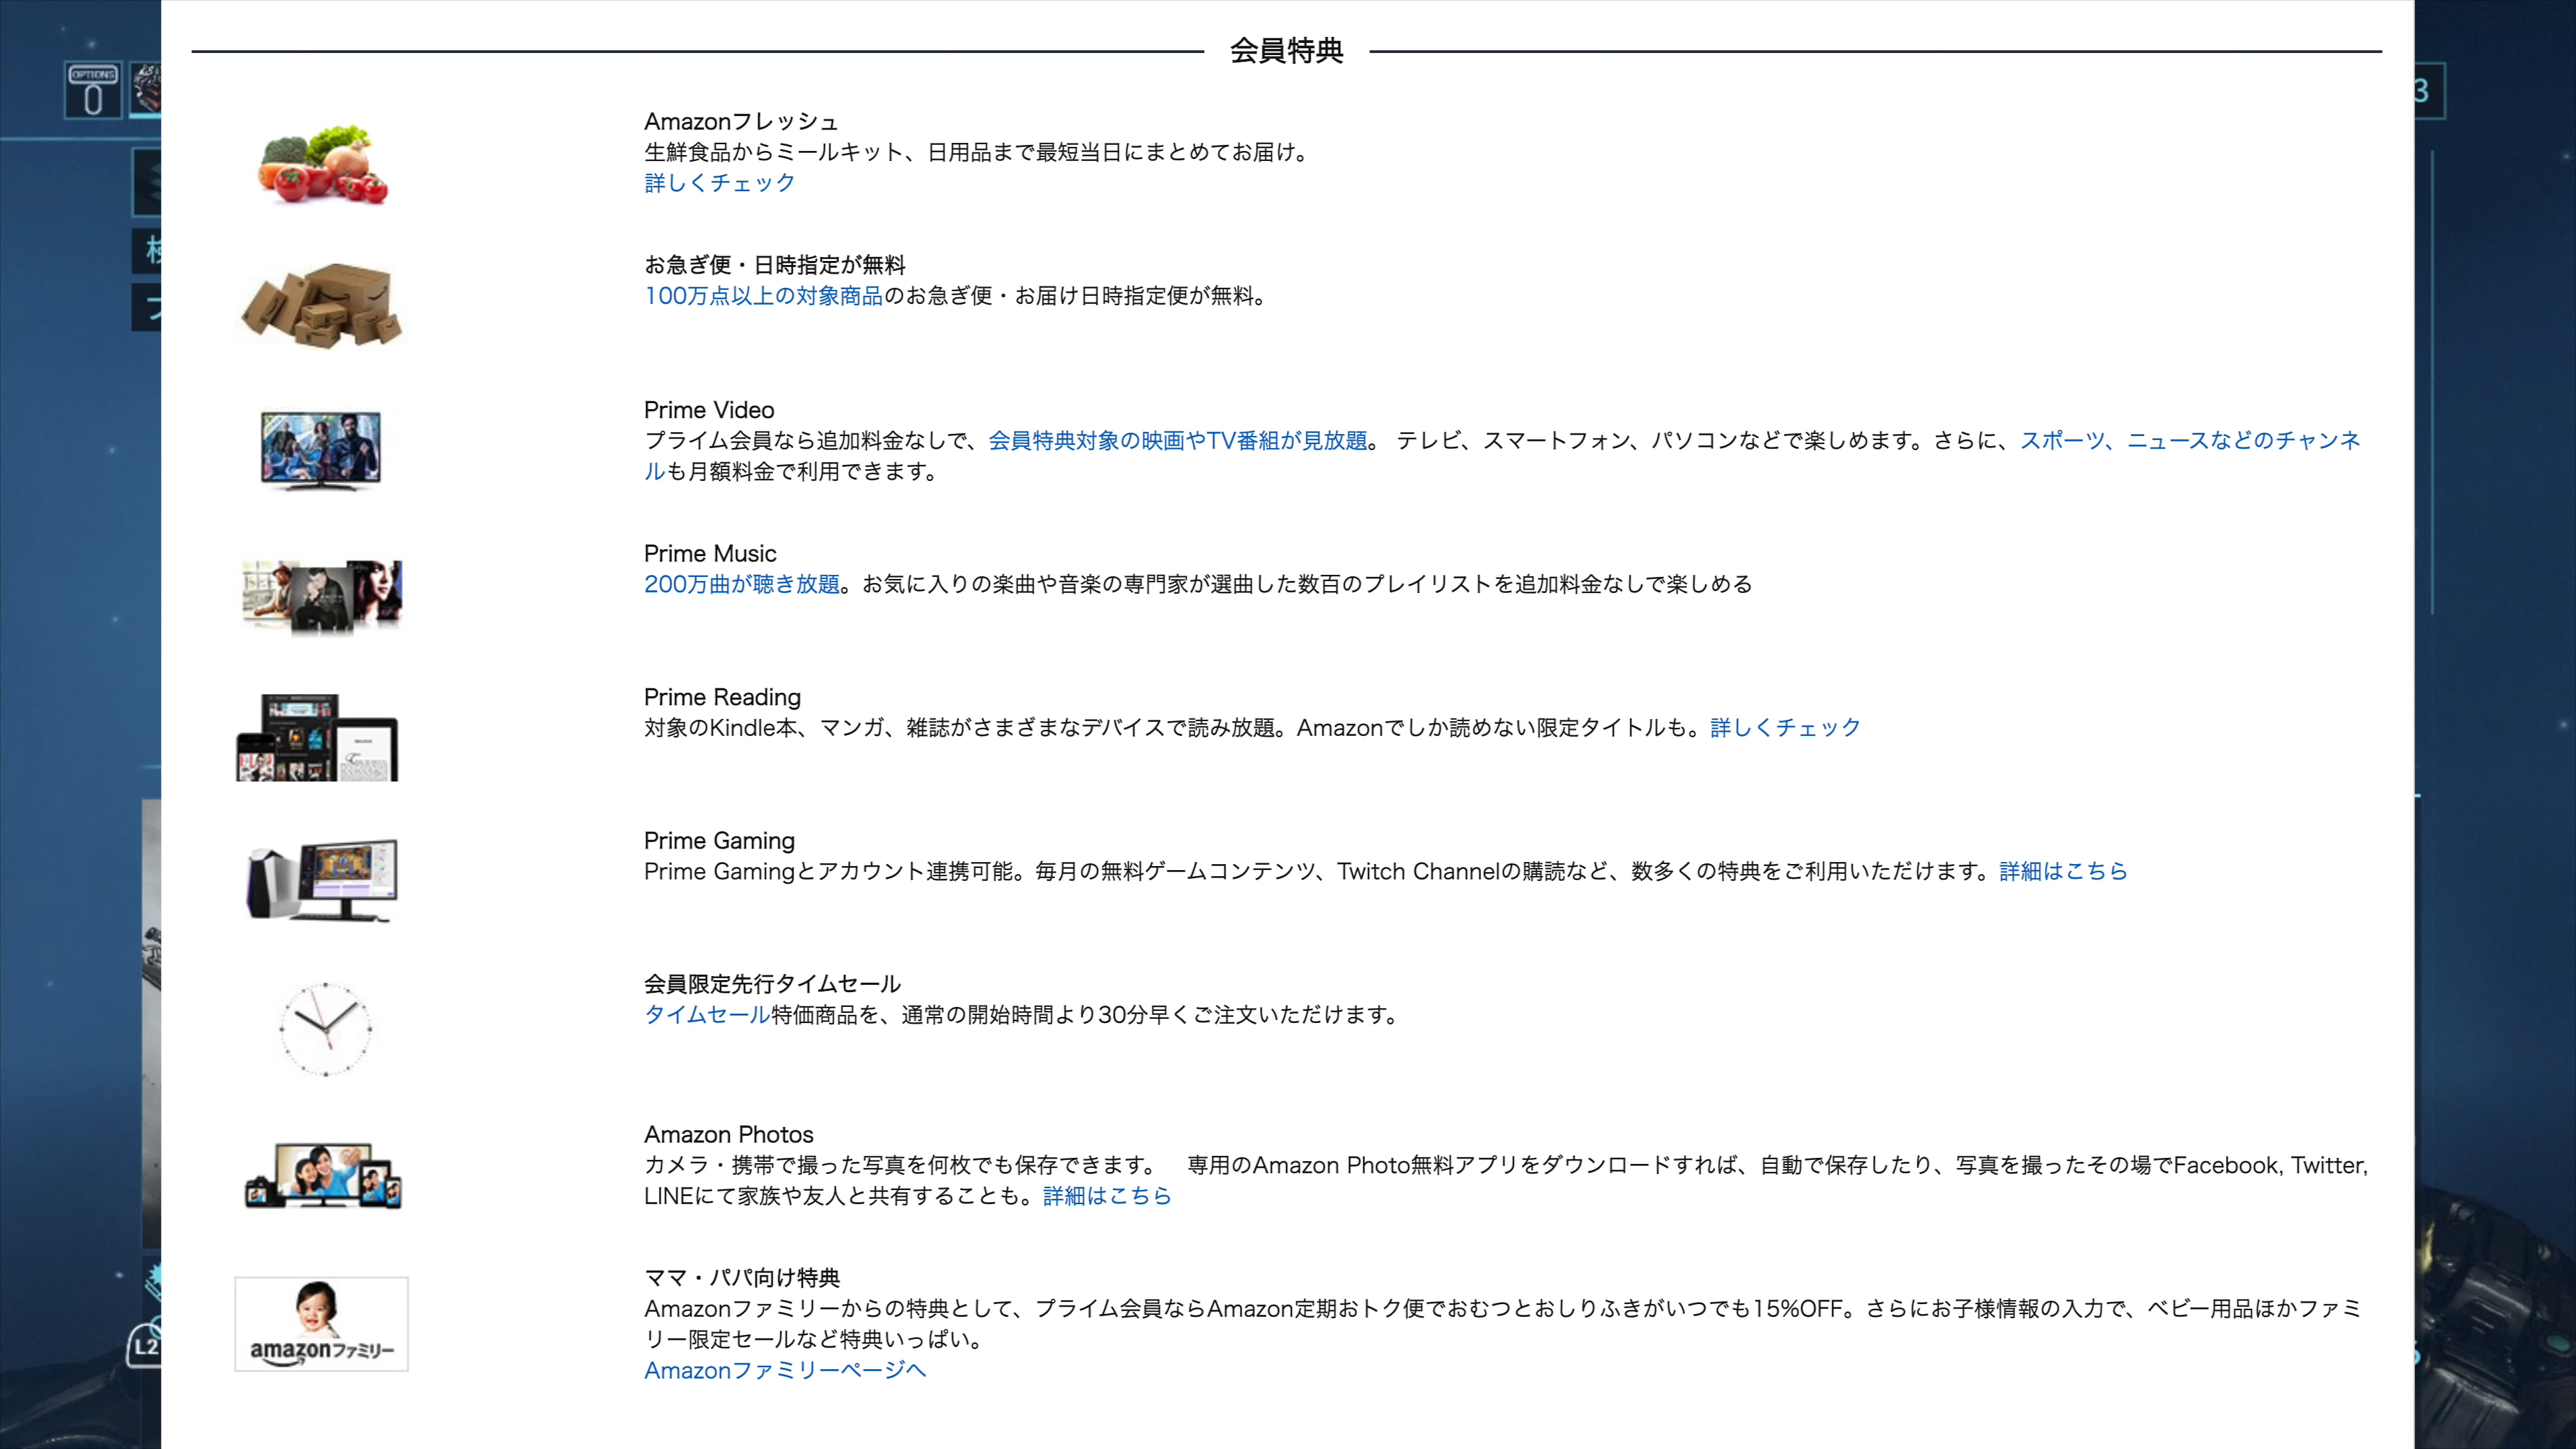 会員特典
OPTIONS
3
Amazonフレッシュ
生鮮食品からミールキット、日用品まで最短当日にまとめてお届け。
詳しくチェック
お急ぎ便・日時指定が無料
100万点以上の対象商品のお急ぎ便・お届け日時指定便が無料。
Prime Video
プライム会員なら追加料金なしで、会員特典対象の映画やTV番組が見放題。 テレビ、スマートフォン、パソコンなどで楽しめます。さらに、スポーツ、ニュースなどのチャンネ
ルも月額料金で利用できます。
Prime Music
200万曲が聴き放題。お気に入りの楽曲や音楽の専門家が選曲した数百のプレイリストを追加料金なしで楽しめる
Prime Reading
対象のKindle本、マンガ、雑誌がさまざまなデバイスで読み放題。Amazonでしか読めない限定タイトルも。詳しくチェック
Prime Gaming
Prime Gamingとアカウント連携可能。毎月の無料ゲームコンテンツ、Twitch Channelの購読など、数多くの特典をご利用いただけます。詳細はこちら
会員限定先行タイムセール
タイムセール特価商品を、通常の開始時間より30分早くご注文いただけます。
Amazon Photos
カメラ・携帯で撮った写真を何枚でも保存できます。　専用のAmazon Photo無料アプリをダウンロードすれば、自動で保存したり、写真を撮ったその場でFacebook, Twitter,
LINEにて家族や友人と共有することも。詳細はこちら
ママ・パパ向け特典
Amazonファミリーからの特典として、プライム会員ならAmazon定期おトク便でおむつとおしりふきがいつでも15%OFF。さらにお子様情報の入力で、ベビー用品ほかファミ
リー限定セールなど特典いっぱい。
Amazonファミリーページへ
amazonファミリー
L2